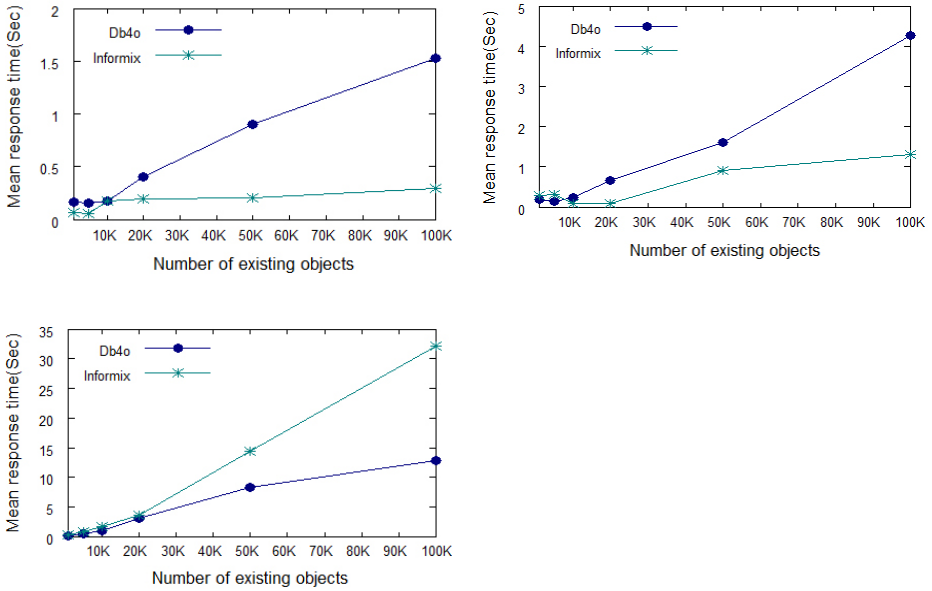 2
1.5
1
0.5
0
Mean response time(Sec)
Db4o
Informix
10K 20K 30K 40K 50K 60K 70K 80K 90K 100K
Number of existing objects
5
4
3
2
1
0
Mean response time(Sec)
Db4o
Informix
10K 20K 30K 40K 50K 60K 70K 80K 90K 100K
Number of existing objects
35
30
25
20
15
10
5
0
Mean response time(Sec)
Db4o
Informix
10K 20K 30K 40K 50K 60K 70K 80K 90K 100K
Number of existing objects